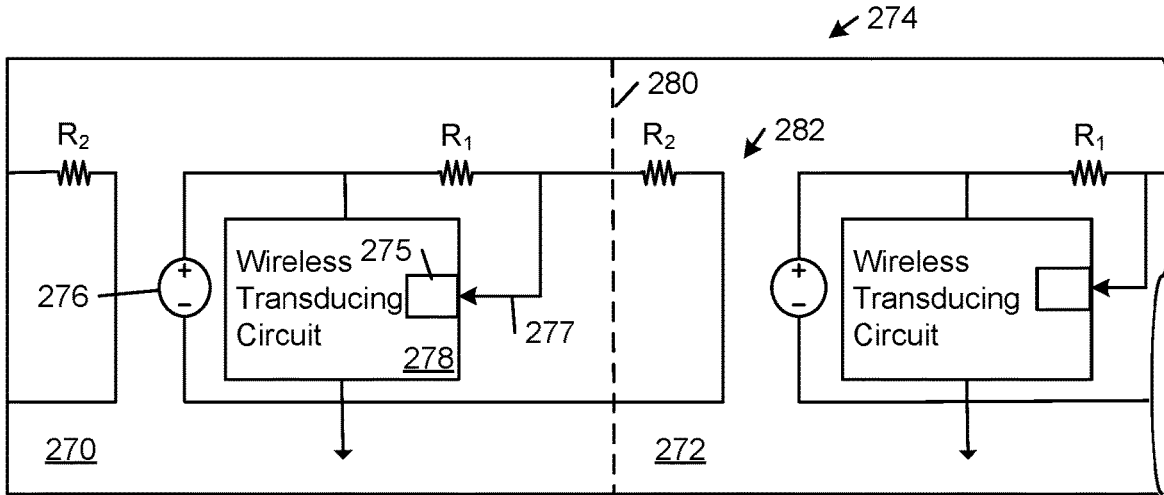 274
280
R₂
R₁
R₂
282
R₁
276
Wireless
Transducing
Circuit
275
277
278
Wireless
Transducing
Circuit
270
272